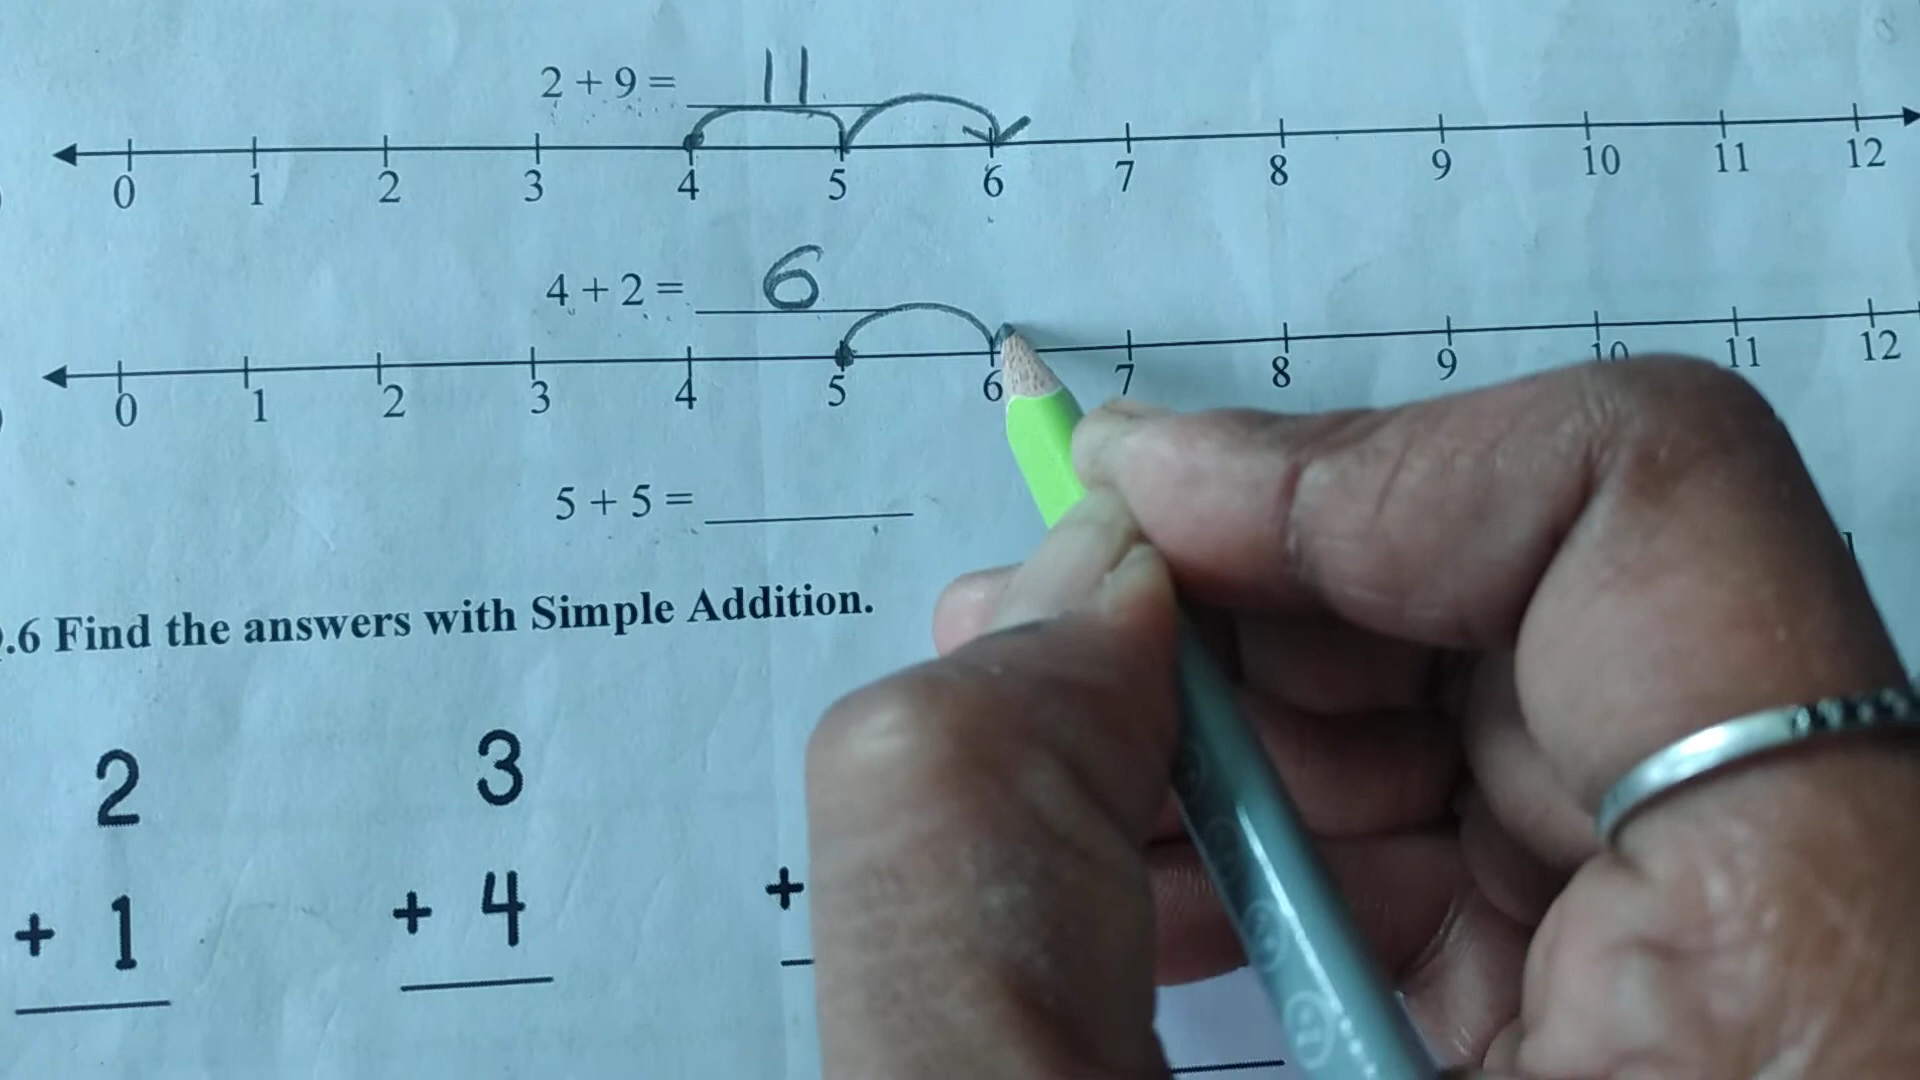 2 + 9 = 11
0 1 2 3 4 5 6 7 8 9 10 11 12
4 + 2 = 6
0 1 2 3 4 5 6 7 8 9 10 11 12
5 + 5 =
.6 Find the answers with Simple Addition.
2 3
+ 1 + 4 +